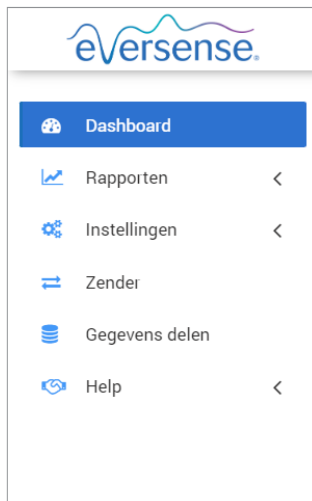 eversense.
Dashboard
Rapporten
Instellingen
Zender
Gegevens delen
Help